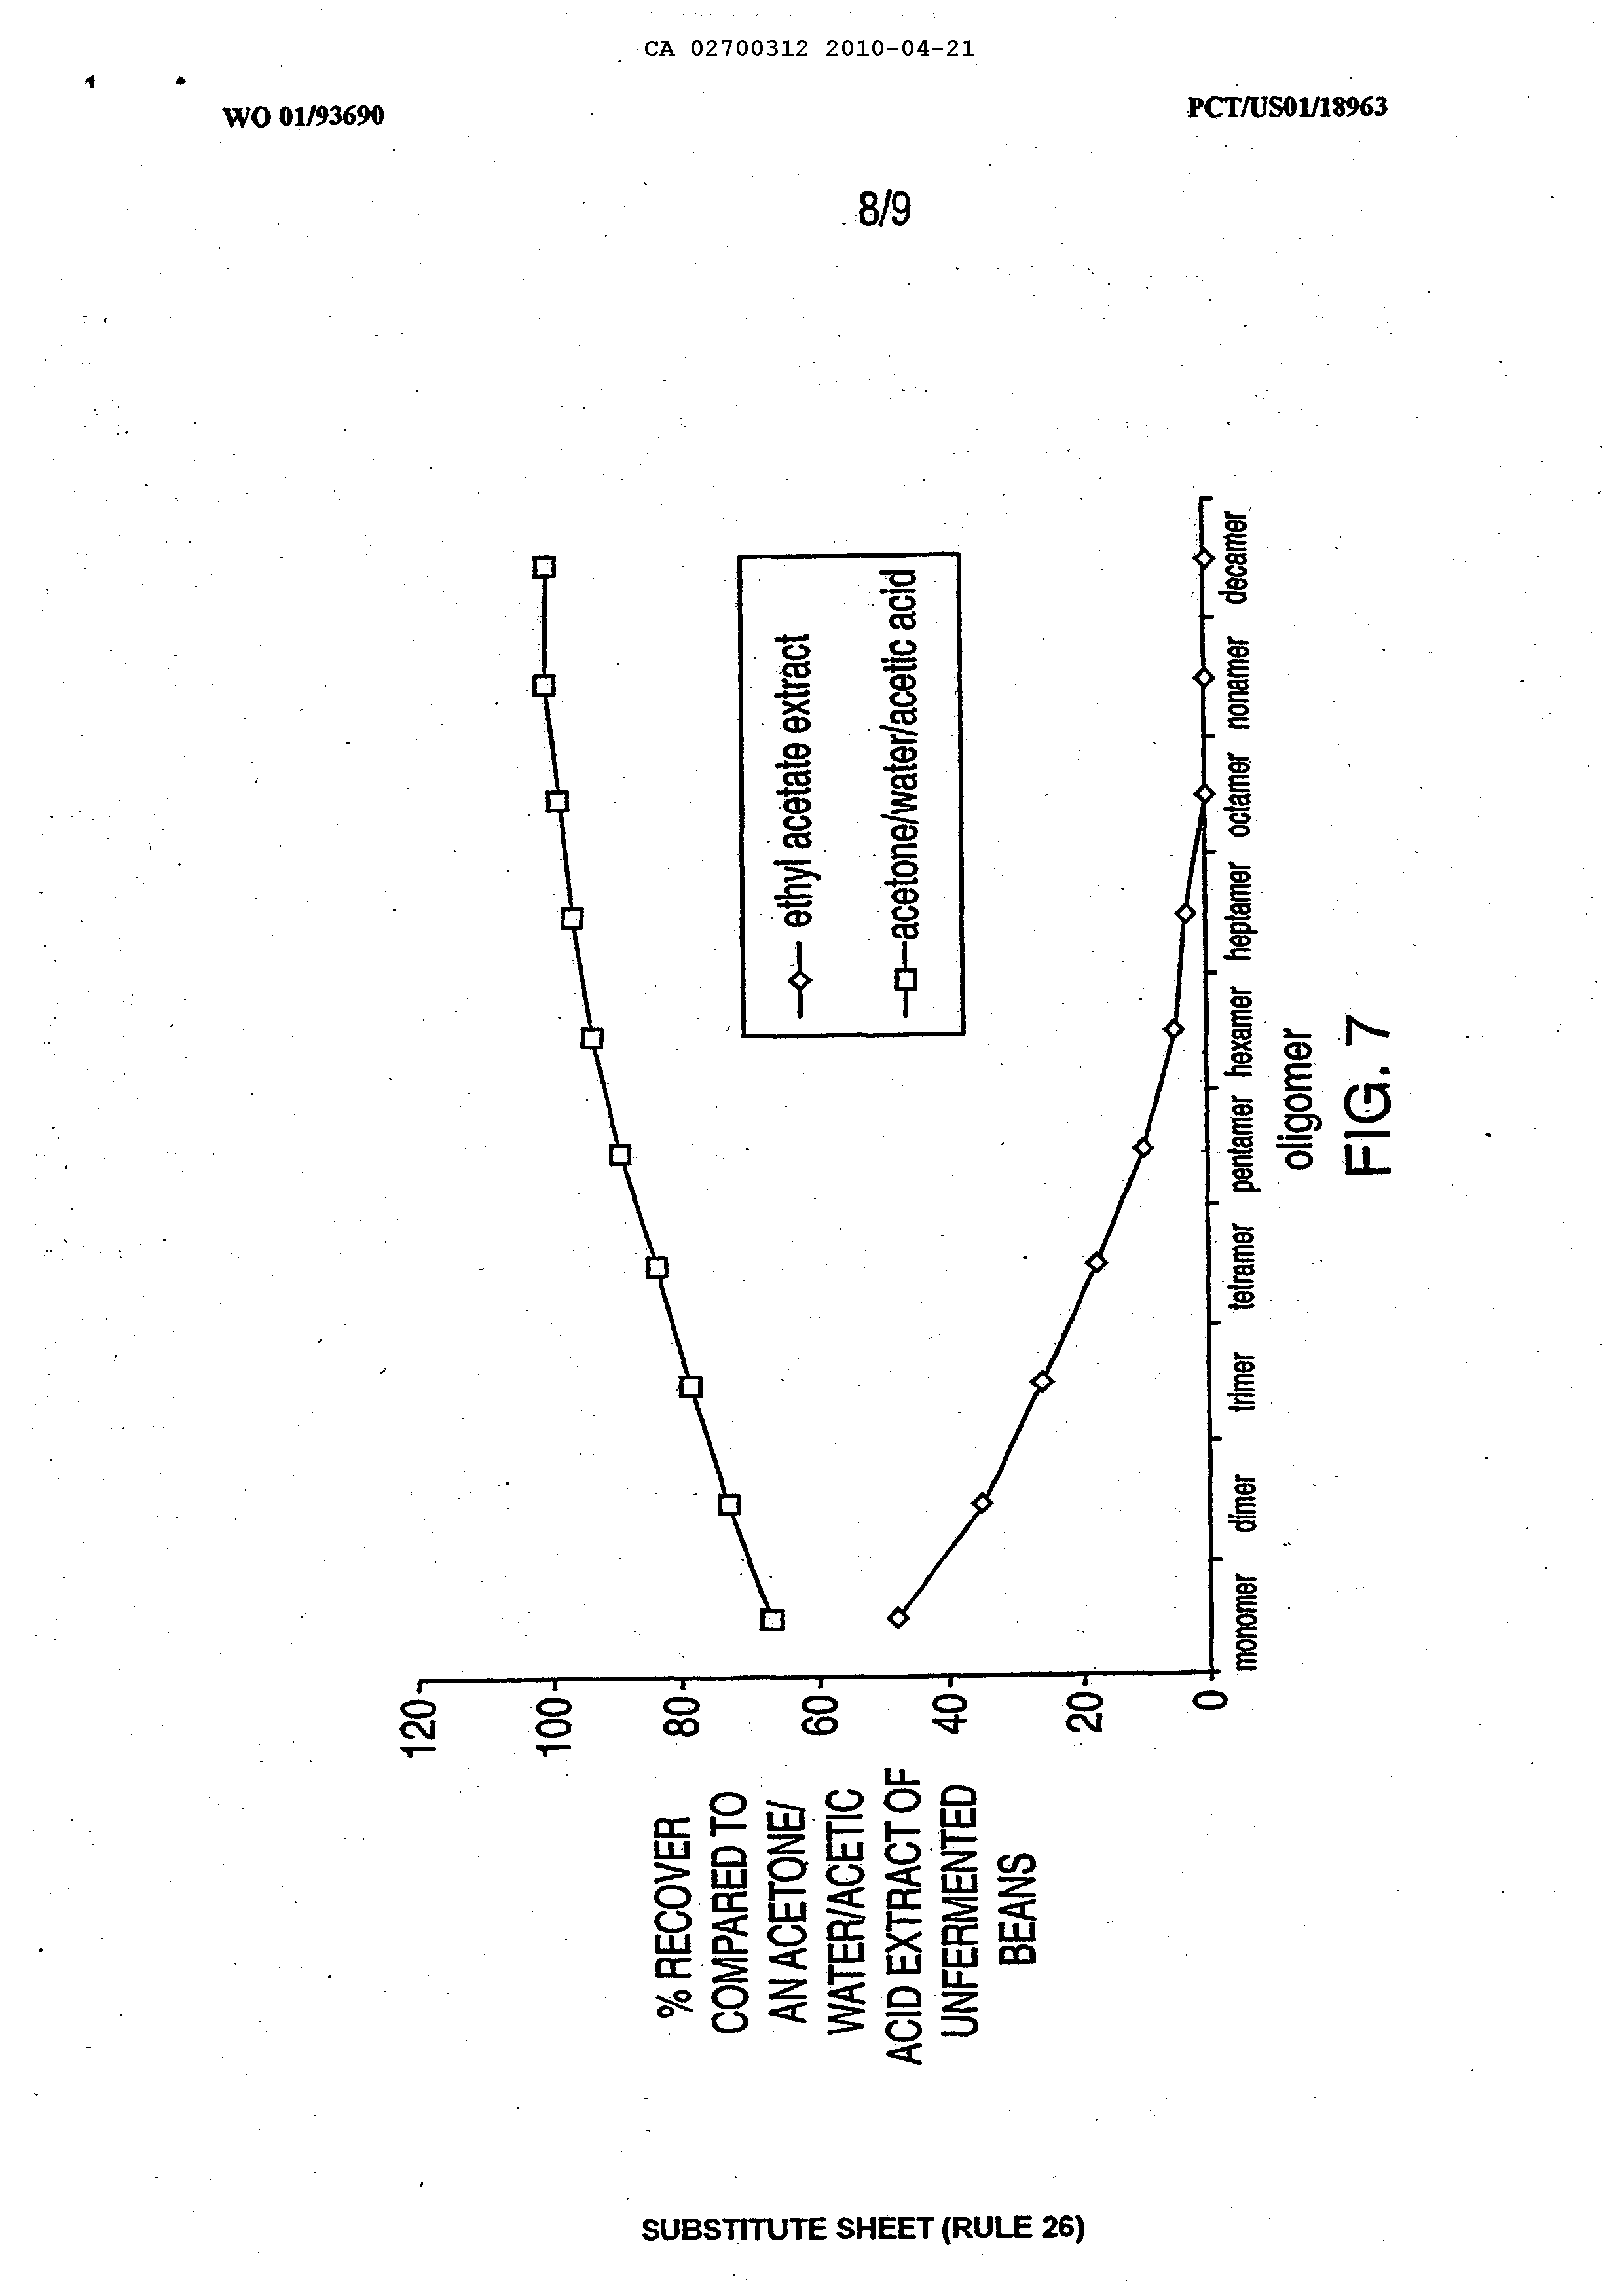 CA 02700312 2010-04-21
WO 01/93690
PCT/US01/18963
8/9
% RECOVER
COMPARED TO
AN ACETONE/
WATER/ACETIC
ACID EXTRACT OF
UNFERMENTED
BEANS
120
100
80
60
40
20
0
ethyl acetate extract
acetone/water/acetic acid
monomer dimer trimer tetramer pentamer hexamer heptamer octamer nonamer decamer
oligomer
FIG. 7
SUBSTITUTE SHEET (RULE 26)